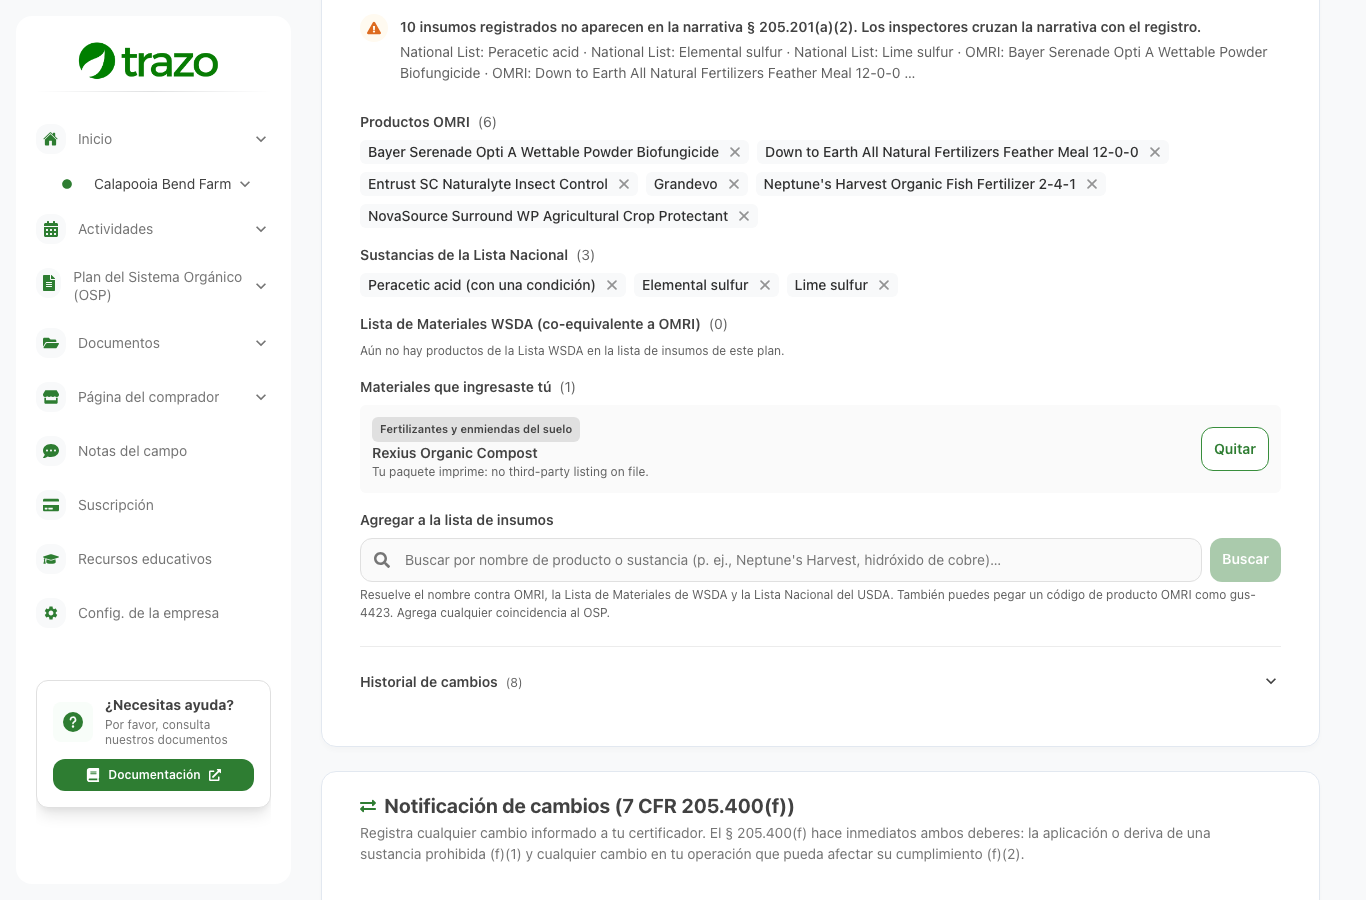 trazo
Inicio
Calapooia Bend Farm
Actividades
Plan del Sistema Orgánico
(OSP)
Documentos
Página del comprador
Notas del campo
Suscripción
Recursos educativos
Config. de la empresa
¿Necesitas ayuda?
Por favor, consulta
nuestros documentos
Documentación
10 insumos registrados no aparecen en la narrativa § 205.201(a)(2). Los inspectores cruzan la narrativa con el registro.
National List: Peracetic acid · National List: Elemental sulfur · National List: Lime sulfur · OMRI: Bayer Serenade Opti A Wettable Powder
Biofungicide · OMRI: Down to Earth All Natural Fertilizers Feather Meal 12-0-0 ...
Productos OMRI (6)
Bayer Serenade Opti A Wettable Powder Biofungicide ✕ Down to Earth All Natural Fertilizers Feather Meal 12-0-0 ✕
Entrust SC Naturalyte Insect Control ✕ Grandevo ✕ Neptune's Harvest Organic Fish Fertilizer 2-4-1 ✕
NovaSource Surround WP Agricultural Crop Protectant ✕
Sustancias de la Lista Nacional (3)
Peracetic acid (con una condición) ✕ Elemental sulfur ✕ Lime sulfur ✕
Lista de Materiales WSDA (co-equivalente a OMRI) (0)
Aún no hay productos de la Lista WSDA en la lista de insumos de este plan.
Materiales que ingresaste tú (1)
Fertilizantes y enmiendas del suelo
Rexius Organic Compost
Tu paquete imprime: no third-party listing on file.
Quitar
Agregar a la lista de insumos
Buscar por nombre de producto o sustancia (p. ej., Neptune's Harvest, hidróxido de cobre)...
Buscar
Resuelve el nombre contra OMRI, la Lista de Materiales de WSDA y la Lista Nacional del USDA. También puedes pegar un código de producto OMRI como gus-
4423. Agrega cualquier coincidencia al OSP.
Historial de cambios (8)
Notificación de cambios (7 CFR 205.400(f))
Registra cualquier cambio informado a tu certificador. El § 205.400(f) hace inmediatos ambos deberes: la aplicación o deriva de una
sustancia prohibida (f)(1) y cualquier cambio en tu operación que pueda afectar su cumplimiento (f)(2).